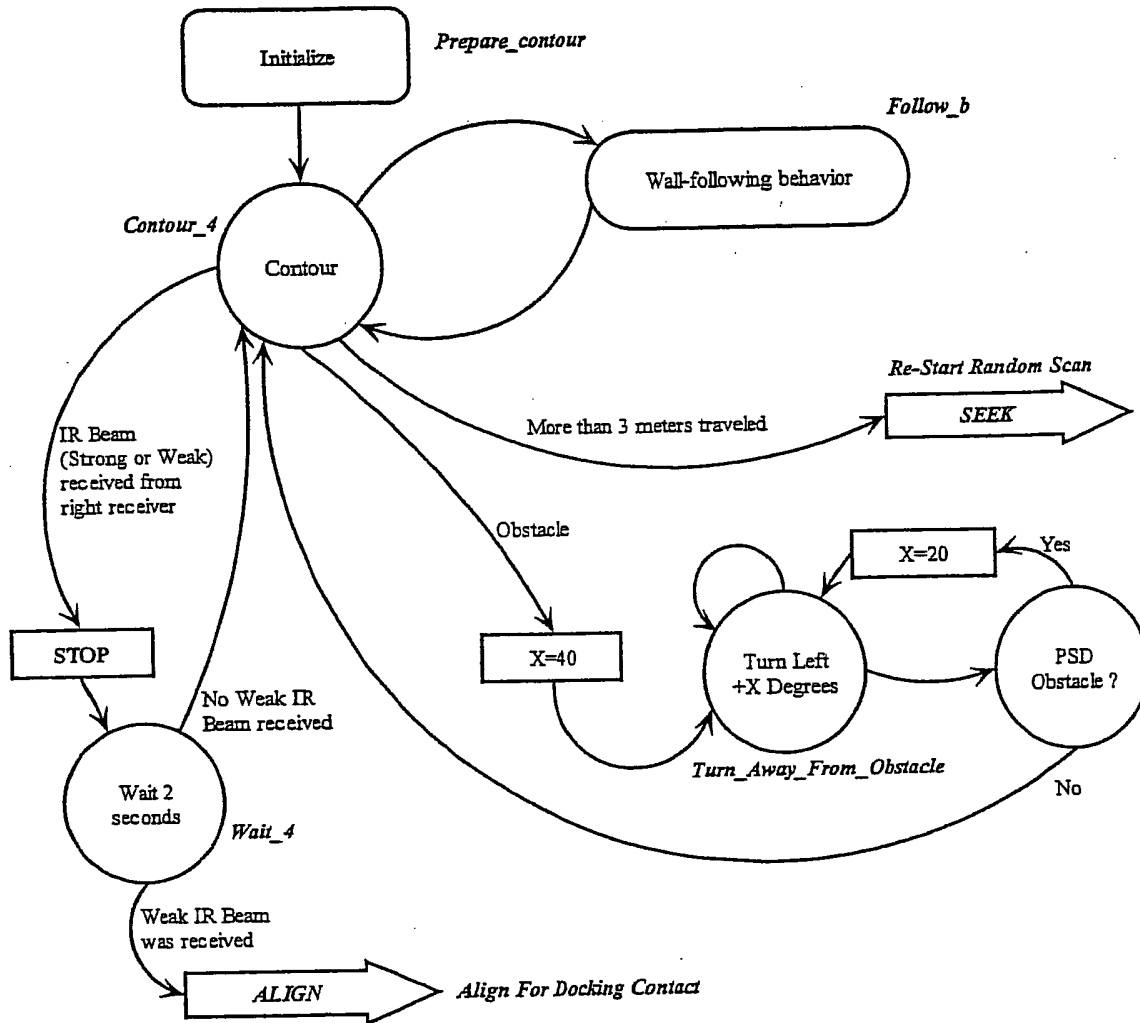 Prepare_contour
Initialize
Follow_b
Wall-following behavior
Contour_4
Contour
Re-Start Random Scan
SEEK
More than 3 meters traveled
IR Beam
(Strong or Weak)
received from
right receiver
Obstacle
X=20
Yes
STOP
X=40
Turn Left
+X Degrees
PSD
Obstacle ?
No Weak IR
Beam received
Turn_Away_From_Obstacle
No
Wait 2
seconds
Wait_4
Weak IR Beam
was received
ALIGN
Align For Docking Contact